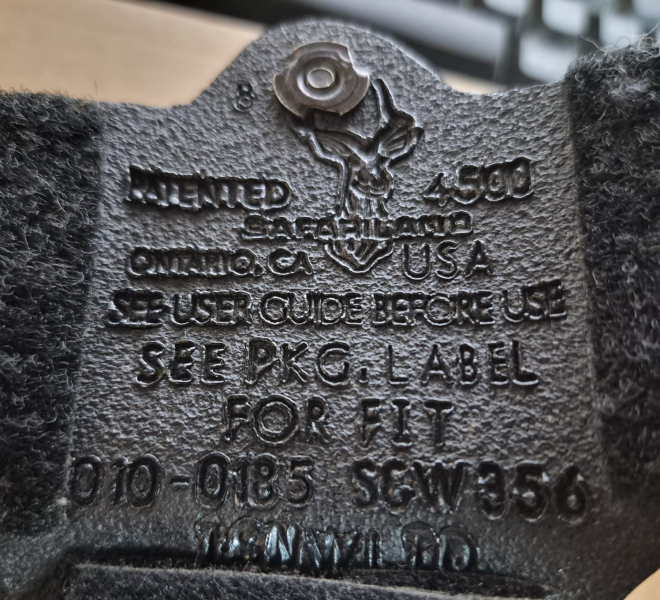 8
PATENTED 4500
SAFARILAND
ONTARIO, CA USA
SEE USER GUIDE BEFORE USE
SEE PKG. LABEL
FOR FIT
010-0185 S&W 356